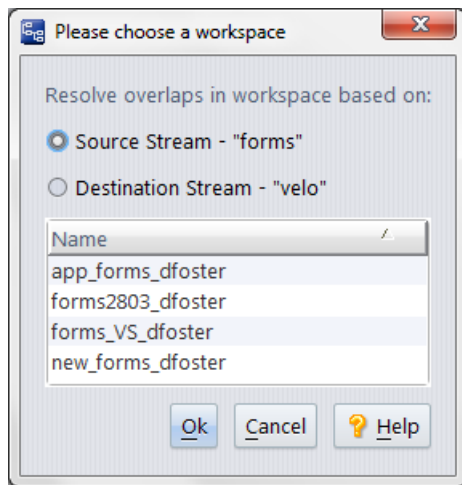 Please choose a workspace
Resolve overlaps in workspace based on:
Source Stream - "forms"
Destination Stream - "velo"
Name
app_forms_dfoster
forms2803_dfoster
forms_VS_dfoster
new_forms_dfoster
Ok Cancel Help